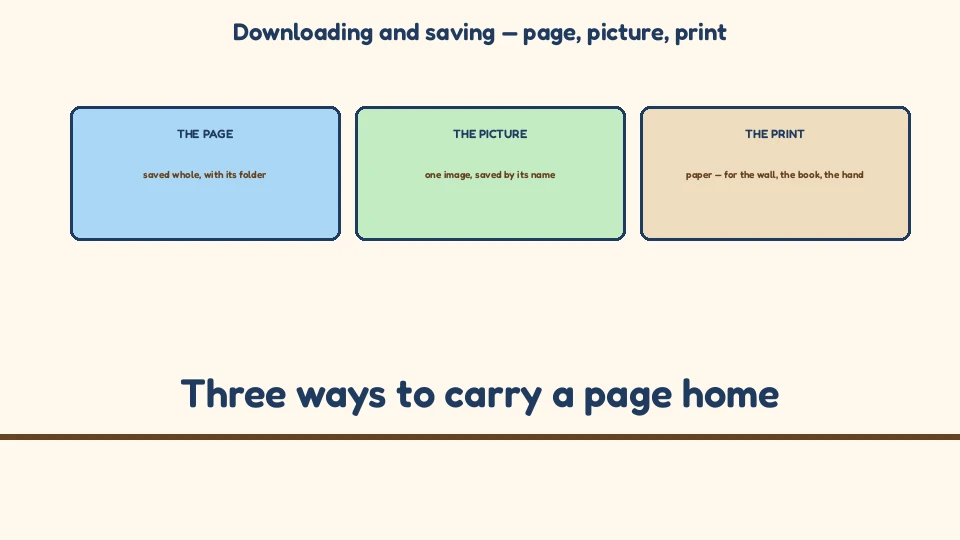 Downloading and saving — page, picture, print
THE PAGE
saved whole, with its folder
THE PICTURE
one image, saved by its name
THE PRINT
paper — for the wall, the book, the hand
Three ways to carry a page home